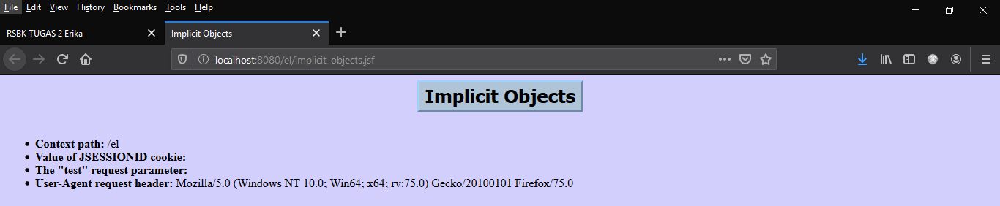 File Edit View History Bookmarks Tools Help
RSBK TUGAS 2 Erika
Implicit Objects
localhost:8080/el/implicit-objects.jsf
Implicit Objects
Context path: /el
Value of JSESSIONID cookie:
The "test" request parameter:
User-Agent request header: Mozilla/5.0 (Windows NT 10.0; Win64; x64; rv:75.0) Gecko/20100101 Firefox/75.0